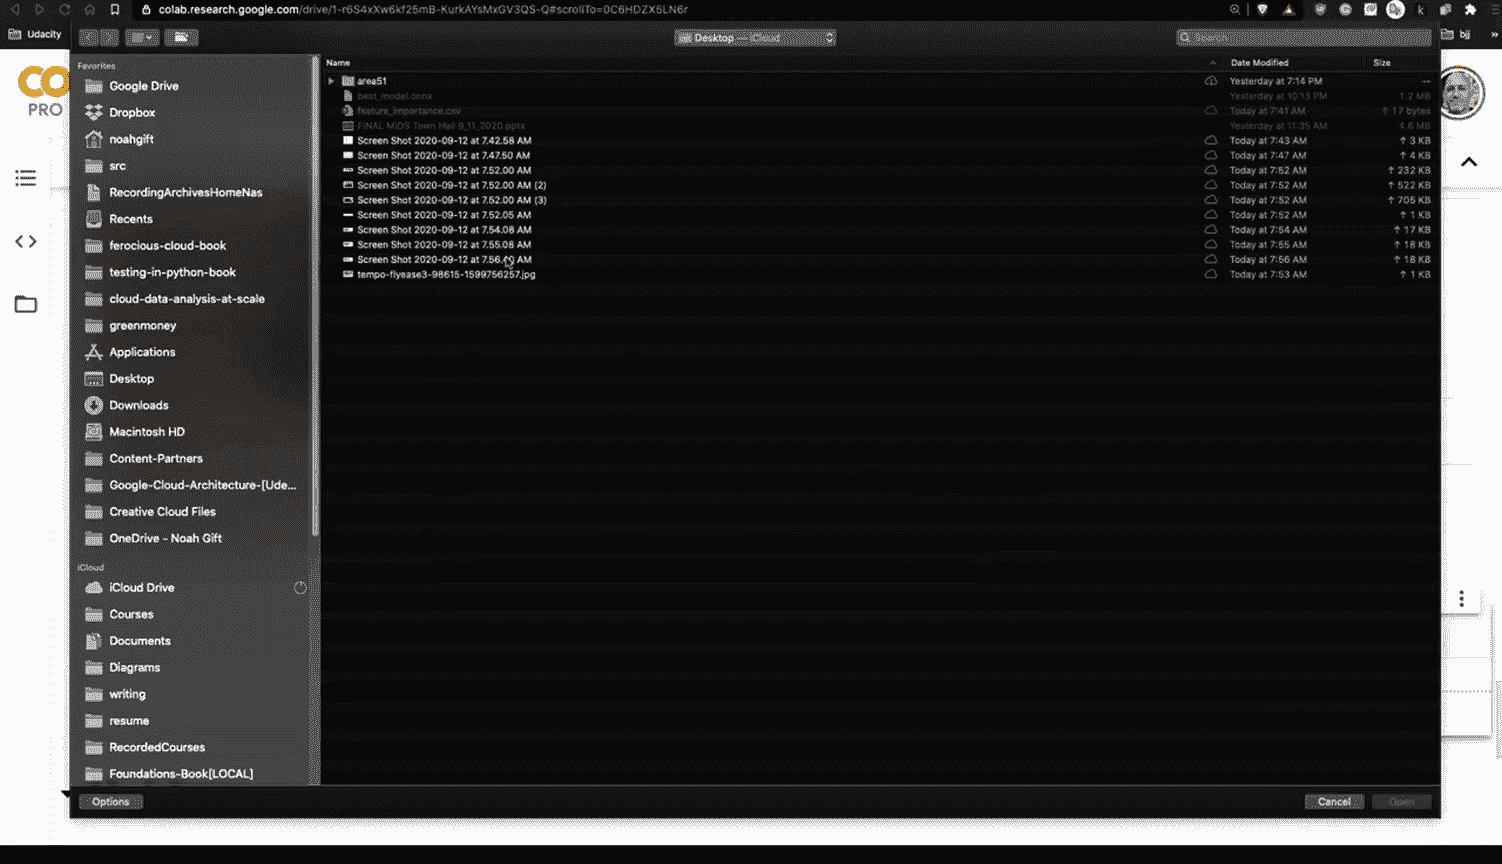 colab.research.google.com/drive/1-r6S4xXw6kf25mB-KurkAYsMxGV3QS-Q#scrollTo=0C6HDZX5LN6r
Udacity
Desktop — iCloud
Search
bjj
»
CO
PRO
Favorites
Google Drive
Dropbox
noahgift
src
RecordingArchivesHomeNas
Recents
ferocious-cloud-book
testing-in-python-book
cloud-data-analysis-at-scale
greenmoney
Applications
Desktop
Downloads
Macintosh HD
Content-Partners
Google-Cloud-Architecture-[Ude...
Creative Cloud Files
OneDrive - Noah Gift
iCloud
iCloud Drive
Courses
Documents
Diagrams
writing
resume
RecordedCourses
Foundations-Book[LOCAL]
Name Date Modified Size
area51 Yesterday at 7:14 PM --
best_model.onnx Yesterday at 10:13 PM 1.2 MB
feature_importance.csv Today at 7:41 AM ↑ 17 bytes
FINAL MIDS Town Hall 9_11_2020.pptx Yesterday at 11:35 AM 4.6 MB
Screen Shot 2020-09-12 at 7.42.58 AM Today at 7:43 AM ↑ 3 KB
Screen Shot 2020-09-12 at 7.47.50 AM Today at 7:47 AM ↑ 4 KB
Screen Shot 2020-09-12 at 7.52.00 AM Today at 7:52 AM ↑ 232 KB
Screen Shot 2020-09-12 at 7.52.00 AM (2) Today at 7:52 AM ↑ 522 KB
Screen Shot 2020-09-12 at 7.52.00 AM (3) Today at 7:52 AM ↑ 705 KB
Screen Shot 2020-09-12 at 7.52.05 AM Today at 7:52 AM ↑ 1 KB
Screen Shot 2020-09-12 at 7.54.08 AM Today at 7:54 AM ↑ 17 KB
Screen Shot 2020-09-12 at 7.55.08 AM Today at 7:55 AM ↑ 18 KB
Screen Shot 2020-09-12 at AM Today at 7:56 AM ↑ 18 KB
tempo-flyease3-98615-1599756257.jpg Today at 7:53 AM ↑ 1 KB
Options
Cancel
Open